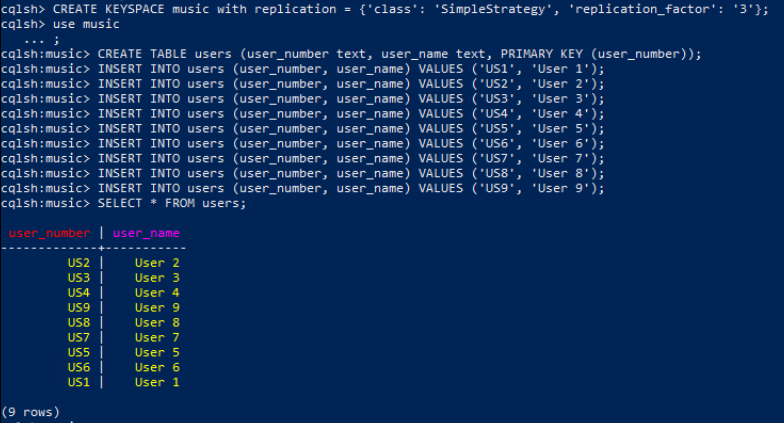 cqlsh> CREATE KEYSPACE music with replication = {'class': 'SimpleStrategy', 'replication_factor': '3'};
cqlsh> use music
   ... ;
cqlsh:music> CREATE TABLE users (user_number text, user_name text, PRIMARY KEY (user_number));
cqlsh:music> INSERT INTO users (user_number, user_name) VALUES ('US1', 'User 1');
cqlsh:music> INSERT INTO users (user_number, user_name) VALUES ('US2', 'User 2');
cqlsh:music> INSERT INTO users (user_number, user_name) VALUES ('US3', 'User 3');
cqlsh:music> INSERT INTO users (user_number, user_name) VALUES ('US4', 'User 4');
cqlsh:music> INSERT INTO users (user_number, user_name) VALUES ('US5', 'User 5');
cqlsh:music> INSERT INTO users (user_number, user_name) VALUES ('US6', 'User 6');
cqlsh:music> INSERT INTO users (user_number, user_name) VALUES ('US7', 'User 7');
cqlsh:music> INSERT INTO users (user_number, user_name) VALUES ('US8', 'User 8');
cqlsh:music> INSERT INTO users (user_number, user_name) VALUES ('US9', 'User 9');
cqlsh:music> SELECT * FROM users;
 user_number | user_name
-------------+-----------
         US2 |    User 2
         US3 |    User 3
         US4 |    User 4
         US9 |    User 9
         US8 |    User 8
         US7 |    User 7
         US5 |    User 5
         US6 |    User 6
         US1 |    User 1
(9 rows)